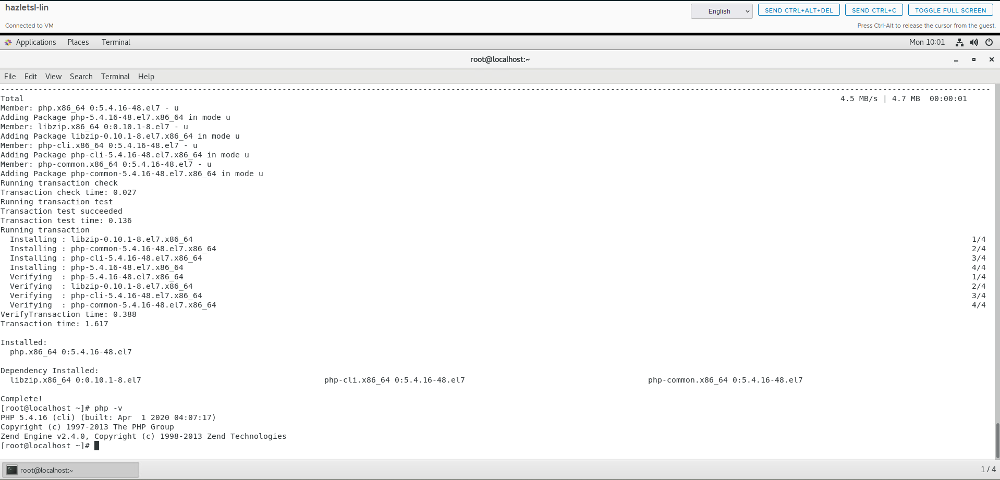 hazletsl-lin
English
SEND CTRL+ALT+DEL
SEND CTRL+C
TOGGLE FULL SCREEN
Connected to VM
Press Ctrl-Alt to release the cursor from the guest.
Applications Places Terminal Mon 10:01
root@localhost:~
File Edit View Search Terminal Help
--------------------------------------------------------------------------------
Total 4.5 MB/s | 4.7 MB 00:00:01
Member: php.x86_64 0:5.4.16-48.el7 - u
Adding Package php-5.4.16-48.el7.x86_64 in mode u
Member: libzip.x86_64 0:0.10.1-8.el7 - u
Adding Package libzip-0.10.1-8.el7.x86_64 in mode u
Member: php-cli.x86_64 0:5.4.16-48.el7 - u
Adding Package php-cli-5.4.16-48.el7.x86_64 in mode u
Member: php-common.x86_64 0:5.4.16-48.el7 - u
Adding Package php-common-5.4.16-48.el7.x86_64 in mode u
Running transaction check
Transaction check time: 0.027
Running transaction test
Transaction test succeeded
Transaction test time: 0.136
Running transaction
Installing : libzip-0.10.1-8.el7.x86_64 1/4
Installing : php-common-5.4.16-48.el7.x86_64 2/4
Installing : php-cli-5.4.16-48.el7.x86_64 3/4
Installing : php-5.4.16-48.el7.x86_64 4/4
Verifying : php-5.4.16-48.el7.x86_64 1/4
Verifying : libzip-0.10.1-8.el7.x86_64 2/4
Verifying : php-cli-5.4.16-48.el7.x86_64 3/4
Verifying : php-common-5.4.16-48.el7.x86_64 4/4
VerifyTransaction time: 0.388
Transaction time: 1.617
Installed:
php.x86_64 0:5.4.16-48.el7
Dependency Installed:
libzip.x86_64 0:0.10.1-8.el7 php-cli.x86_64 0:5.4.16-48.el7 php-common.x86_64 0:5.4.16-48.el7
Complete!
[root@localhost ~]# php -v
PHP 5.4.16 (cli) (built: Apr  1 2020 04:07:17)
Copyright (c) 1997-2013 The PHP Group
Zend Engine v2.4.0, Copyright (c) 1998-2013 Zend Technologies
[root@localhost ~]#
root@localhost:~ 1 / 4